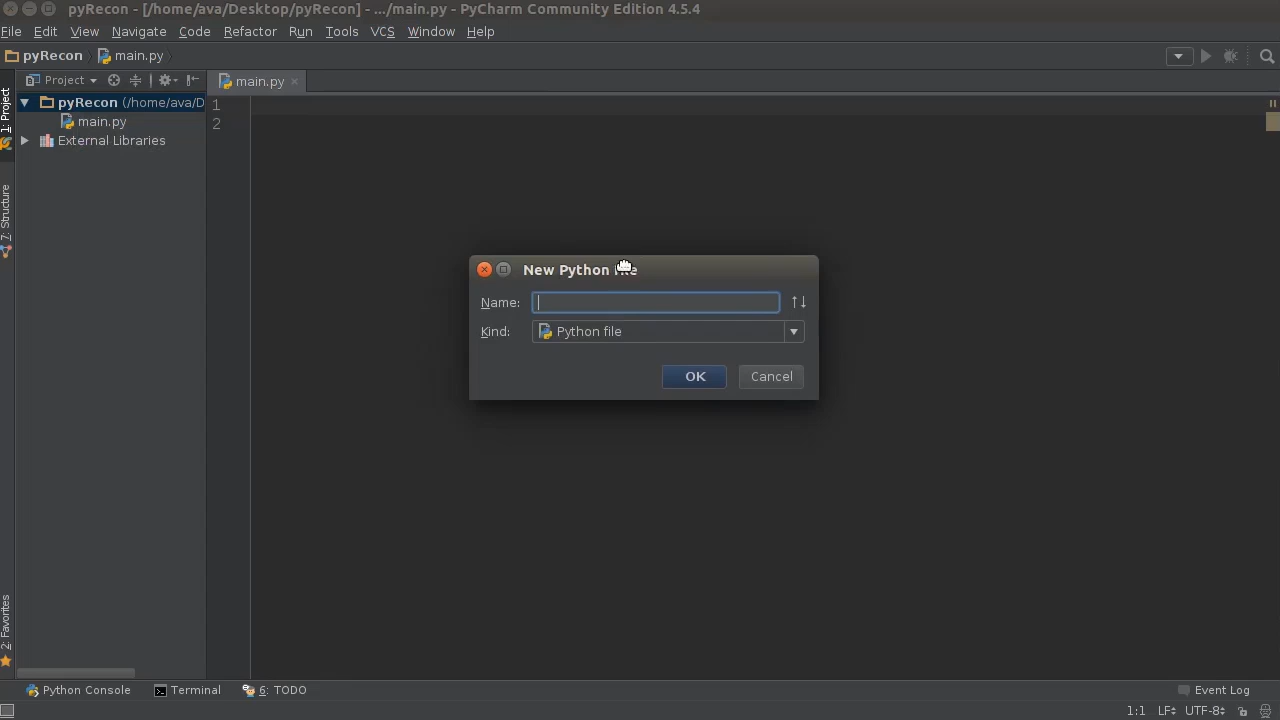 pyRecon - [/home/ava/Desktop/pyRecon] - .../main.py - PyCharm Community Edition 4.5.4
File Edit View Navigate Code Refactor Run Tools VCS Window Help
pyRecon main.py
1: Project
Project
main.py
pyRecon (/home/ava/D
main.py
External Libraries
1
2
7: Structure
New Python File
Name:
Kind: Python file
OK Cancel
2: Favorites
Python Console Terminal 6: TODO Event Log
1:1 LF UTF-8